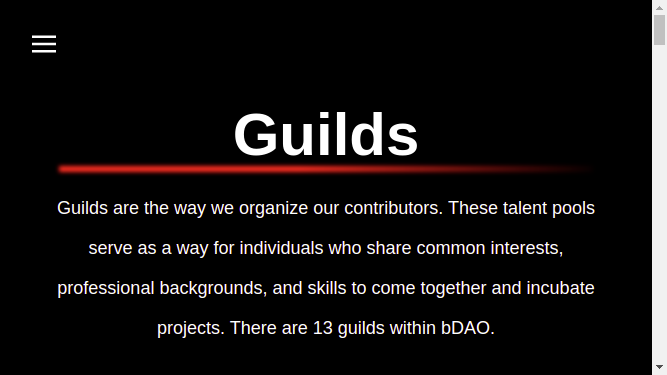 Guilds
Guilds are the way we organize our contributors. These talent pools
serve as a way for individuals who share common interests,
professional backgrounds, and skills to come together and incubate
projects. There are 13 guilds within bDAO.